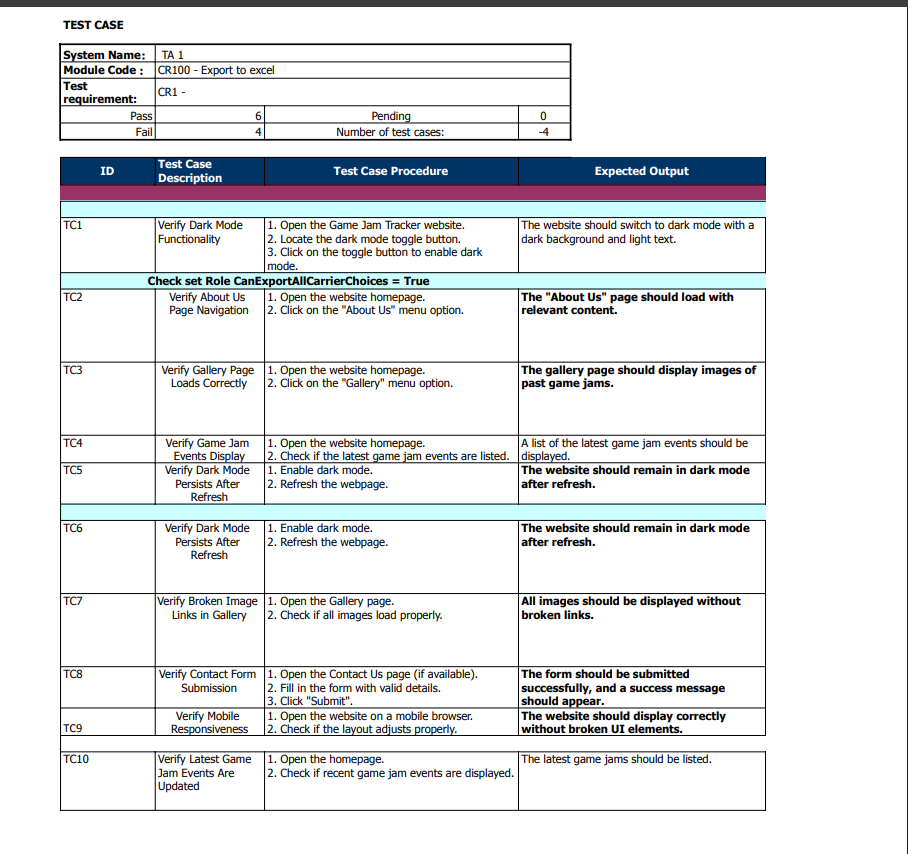 TEST CASE
System Name: TA 1
Module Code : CR100 - Export to excel
Test
requirement: CR1 -
Pass 6 Pending 0
Fail 4 Number of test cases: -4
ID Test Case Description Test Case Procedure Expected Output
TC1 Verify Dark Mode 1. Open the Game Jam Tracker website. The website should switch to dark mode with a
Functionality 2. Locate the dark mode toggle button. dark background and light text.
3. Click on the toggle button to enable dark
mode.
Check set Role CanExportAllCarrierChoices = True
TC2 Verify About Us 1. Open the website homepage. The "About Us" page should load with
Page Navigation 2. Click on the "About Us" menu option. relevant content.
TC3 Verify Gallery Page 1. Open the website homepage. The gallery page should display images of
Loads Correctly 2. Click on the "Gallery" menu option. past game jams.
TC4 Verify Game Jam 1. Open the website homepage. A list of the latest game jam events should be
Events Display 2. Check if the latest game jam events are listed. displayed.
TC5 Verify Dark Mode 1. Enable dark mode. The website should remain in dark mode
Persists After 2. Refresh the webpage. after refresh.
Refresh
TC6 Verify Dark Mode 1. Enable dark mode. The website should remain in dark mode
Persists After 2. Refresh the webpage. after refresh.
Refresh
TC7 Verify Broken Image 1. Open the Gallery page. All images should be displayed without
Links in Gallery 2. Check if all images load properly. broken links.
TC8 Verify Contact Form 1. Open the Contact Us page (if available). The form should be submitted
Submission 2. Fill in the form with valid details. successfully, and a success message
3. Click "Submit". should appear.
Verify Mobile 1. Open the website on a mobile browser. The website should display correctly
TC9 Responsiveness 2. Check if the layout adjusts properly. without broken UI elements.
TC10 Verify Latest Game 1. Open the homepage. The latest game jams should be listed.
Jam Events Are 2. Check if recent game jam events are displayed.
Updated